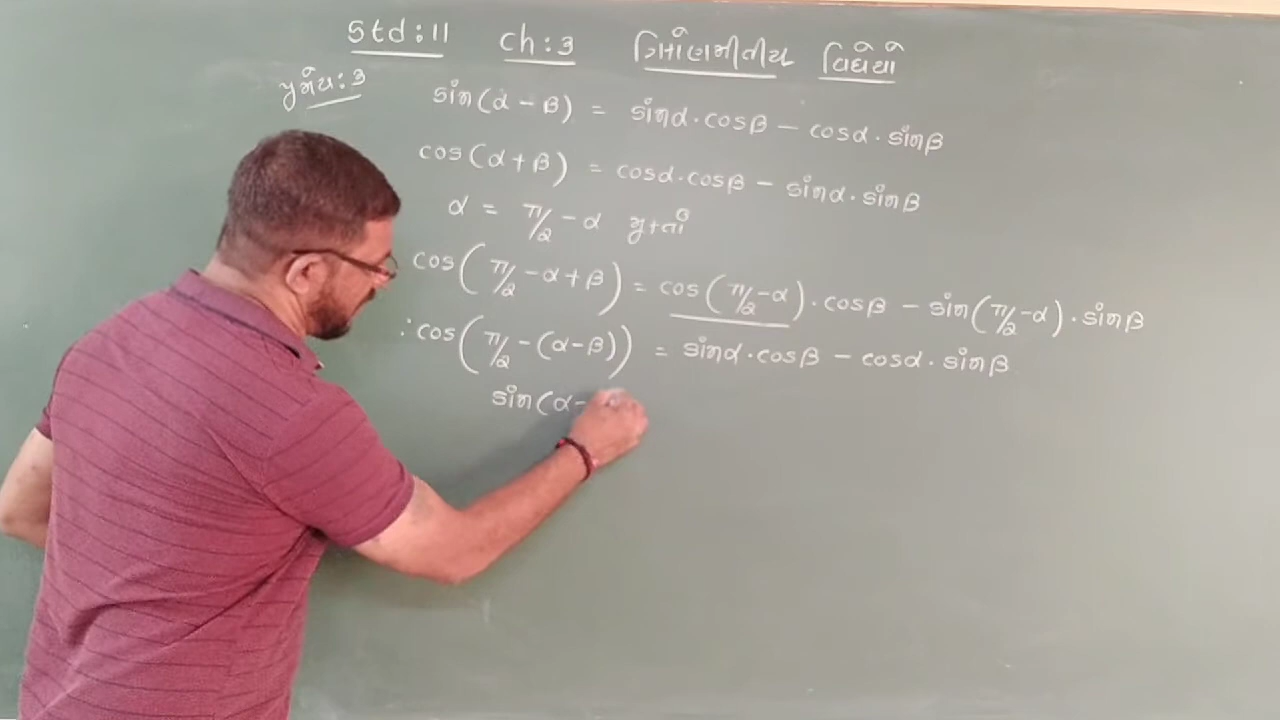 Std:11 ch:3 ત્રિકોણમીતીય વિધેયો
પ્રમેય:3
sin(α − β) = sinα·cosβ − cosα·sinβ
cos(α+β) = cosα·cosβ − sinα·sinβ
α = π/2 − α મુકતાં
cos(π/2 − α + β) = cos(π/2 − α)·cosβ − sin(π/2 − α)·sinβ
∴ cos(π/2 − (α − β)) = sinα·cosβ − cosα·sinβ
sin(α −